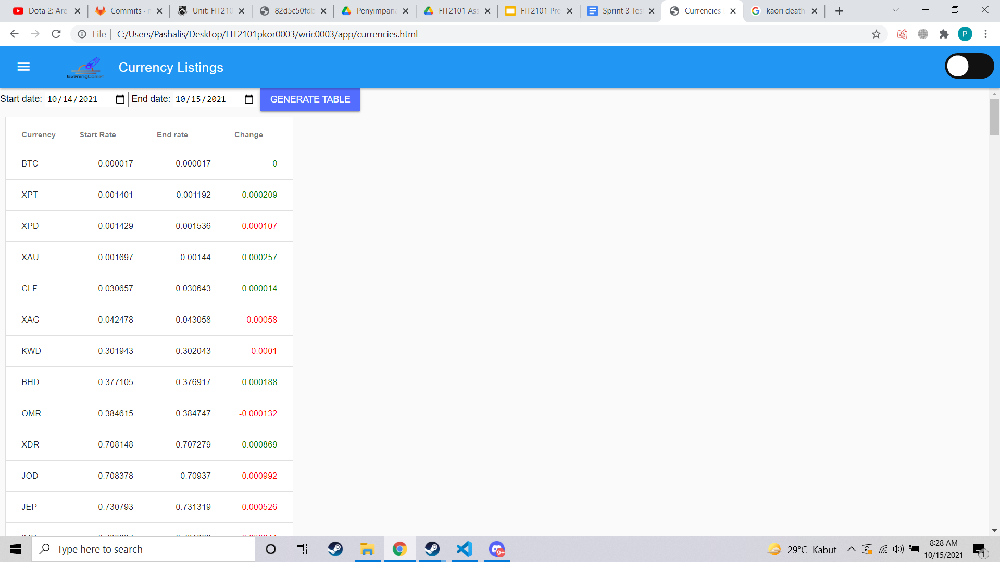 Dota 2: Are
Commits · n
Unit: FIT210
82d5c50fdb
Penyimpana
FIT2101 Ass
FIT2101 Pre
Sprint 3 Tes
Currencies
kaori death
File C:/Users/Pashalis/Desktop/FIT2101pkor0003/wric0003/app/currencies.html
P
EveningComet
Currency Listings
Start date: 10/14/2021 End date: 10/15/2021 GENERATE TABLE
Currency Start Rate End rate Change
BTC 0.000017 0.000017 0
XPT 0.001401 0.001192 0.000209
XPD 0.001429 0.001536 -0.000107
XAU 0.001697 0.00144 0.000257
CLF 0.030657 0.030643 0.000014
XAG 0.042478 0.043058 -0.00058
KWD 0.301943 0.302043 -0.0001
BHD 0.377105 0.376917 0.000188
OMR 0.384615 0.384747 -0.000132
XDR 0.708148 0.707279 0.000869
JOD 0.708378 0.70937 -0.000992
JEP 0.730793 0.731319 -0.000526
Type here to search
9+
29°C Kabut
8:28 AM
10/15/2021
1